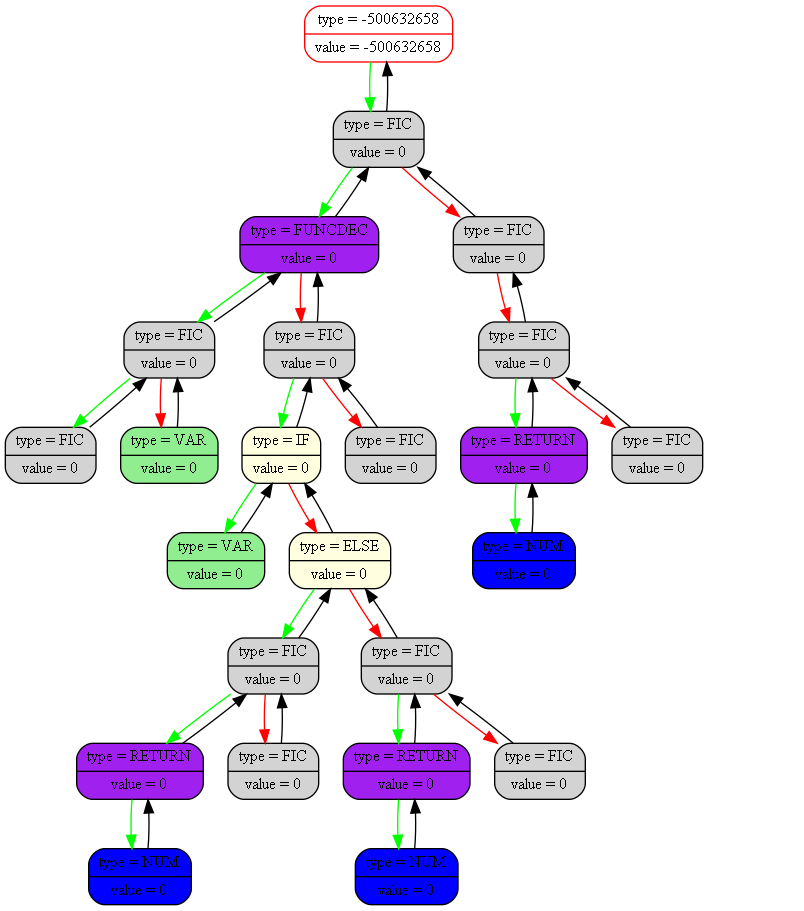 type = -500632658
value = -500632658
type = FIC
value = 0
type = FUNCDEC
value = 0
type = FIC
value = 0
type = FIC
value = 0
type = FIC
value = 0
type = FIC
value = 0
type = FIC
value = 0
type = VAR
value = 0
type = IF
value = 0
type = FIC
value = 0
type = RETURN
value = 0
type = FIC
value = 0
type = VAR
value = 0
type = ELSE
value = 0
type = NUM
value = 0
type = FIC
value = 0
type = FIC
value = 0
type = RETURN
value = 0
type = FIC
value = 0
type = RETURN
value = 0
type = FIC
value = 0
type = NUM
value = 0
type = NUM
value = 0